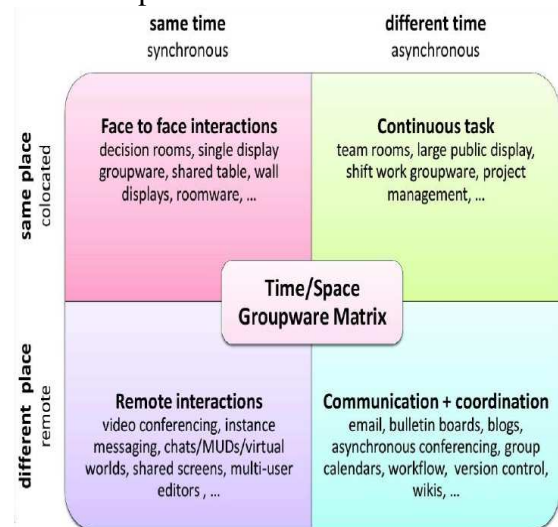 same time
synchronous
different time
asynchronous
same place
colocated
Face to face interactions
decision rooms, single display
groupware, shared table, wall
displays, roomware, ...
Continuous task
team rooms, large public display,
shift work groupware, project
management, ...
Time/Space
Groupware Matrix
different place
remote
Remote interactions
video conferencing, instance
messaging, chats/MUDs/virtual
worlds, shared screens, multi-user
editors , ...
Communication + coordination
email, bulletin boards, blogs,
asynchronous conferencing, group
calendars, workflow, version control,
wikis, ...